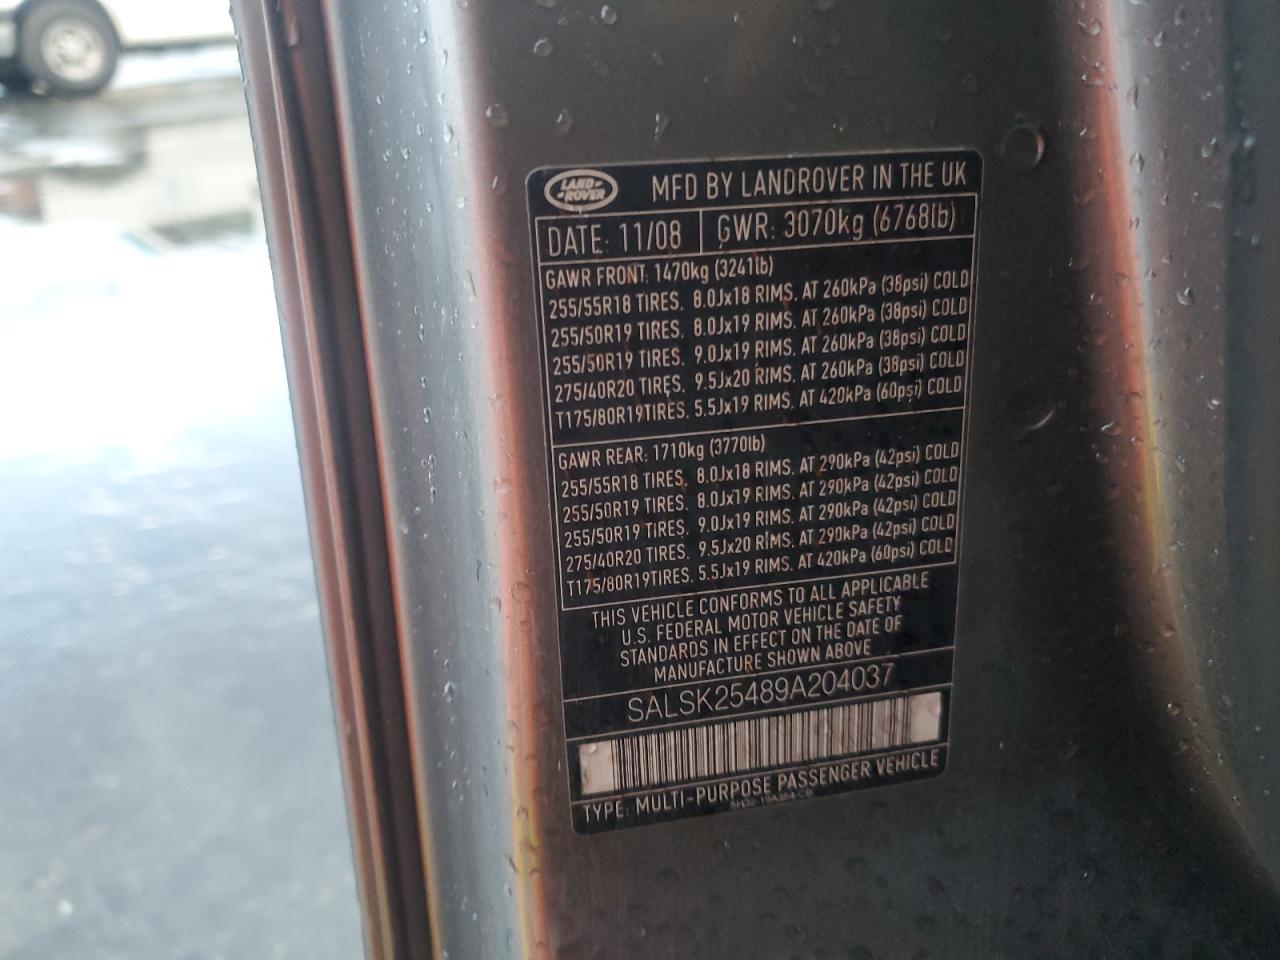 LAND-
ROVER
MFD BY LANDROVER IN THE UK
DATE: 11/08 GWR: 3070kg (6768lb)
GAWR FRONT: 1470kg (3241lb)
255/55R18 TIRES, 8.0Jx18 RIMS, AT 260kPa (38psi) COLD
255/50R19 TIRES, 8.0Jx19 RIMS, AT 260kPa (38psi) COLD
255/50R19 TIRES, 9.0Jx19 RIMS, AT 260kPa (38psi) COLD
275/40R20 TIRES, 9.5Jx20 RIMS, AT 260kPa (38psi) COLD
T175/80R19TIRES, 5.5Jx19 RIMS, AT 420kPa (60psi) COLD
GAWR REAR: 1710kg (3770lb)
255/55R18 TIRES, 8.0Jx18 RIMS, AT 290kPa (42psi) COLD
255/50R19 TIRES, 8.0Jx19 RIMS, AT 290kPa (42psi) COLD
255/50R19 TIRES, 9.0Jx19 RIMS, AT 290kPa (42psi) COLD
275/40R20 TIRES, 9.5Jx20 RIMS, AT 290kPa (42psi) COLD
T175/80R19TIRES, 5.5Jx19 RIMS, AT 420kPa (60psi) COLD
THIS VEHICLE CONFORMS TO ALL APPLICABLE
U.S. FEDERAL MOTOR VEHICLE SAFETY
STANDARDS IN EFFECT ON THE DATE OF
MANUFACTURE SHOWN ABOVE
SALSK25489A204037
TYPE: MULTI-PURPOSE PASSENGER VEHICLE